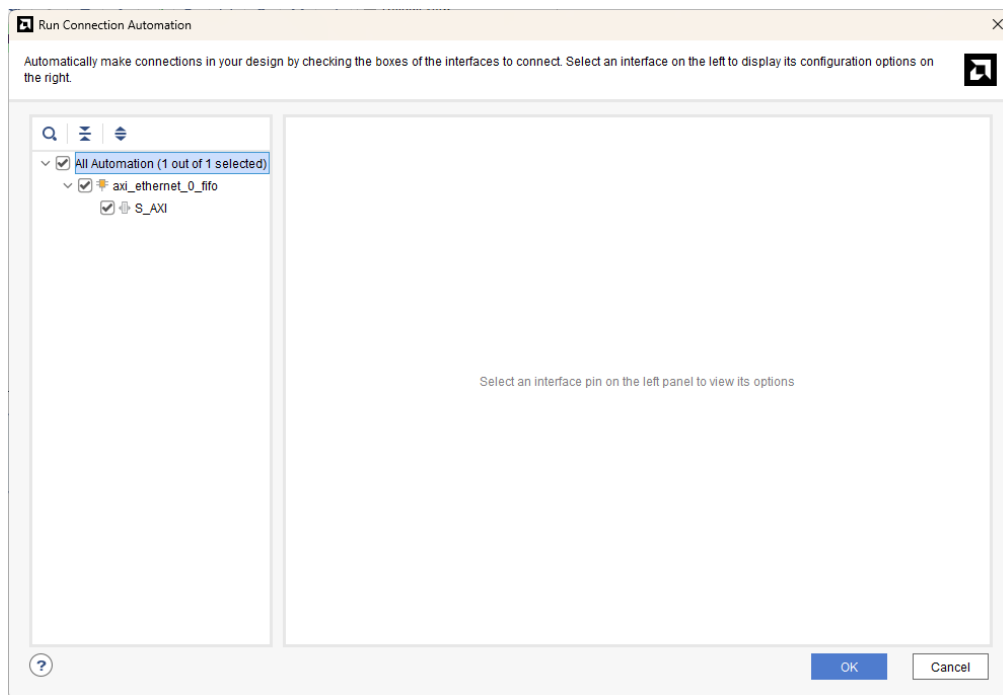 Run Connection Automation
Automatically make connections in your design by checking the boxes of the interfaces to connect. Select an interface on the left to display its configuration options on
the right.
All Automation (1 out of 1 selected)
axi_ethernet_0_fifo
S_AXI
Select an interface pin on the left panel to view its options
?
OK
Cancel